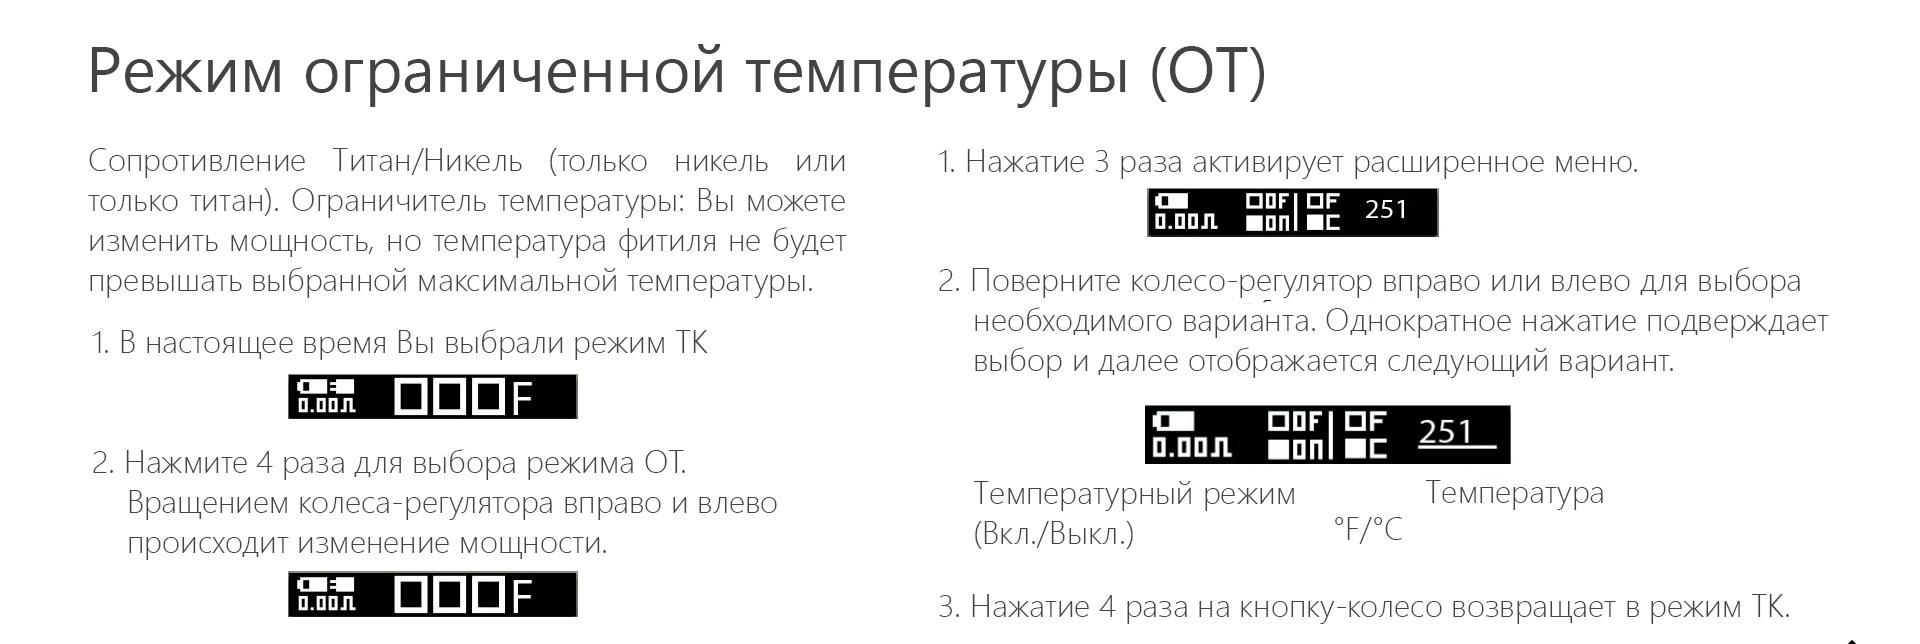 Режим ограниченной температуры (ОТ)
Сопротивление Титан/Никель (только никель или
только титан). Ограничитель температуры: Вы можете
изменить мощность, но температура фитиля не будет
превышать выбранной максимальной температуры.
1. В настоящее время Вы выбрали режим ТК
0.00Ω
000F
2. Нажмите 4 раза для выбора режима ОТ.
Вращением колеса-регулятора вправо и влево
происходит изменение мощности.
0.00Ω
000F
1. Нажатие 3 раза активирует расширенное меню.
OF
F
251
0.00Ω
ON
C
2. Поверните колесо-регулятор вправо или влево для выбора
необходимого варианта. Однократное нажатие подтверждает
выбор и далее отображается следующий вариант.
OF
F
251
0.00Ω
ON
C
Температурный режим
(Вкл./Выкл.)
°F/°C
Температура
3. Нажатие 4 раза на кнопку-колесо возвращает в режим ТК.